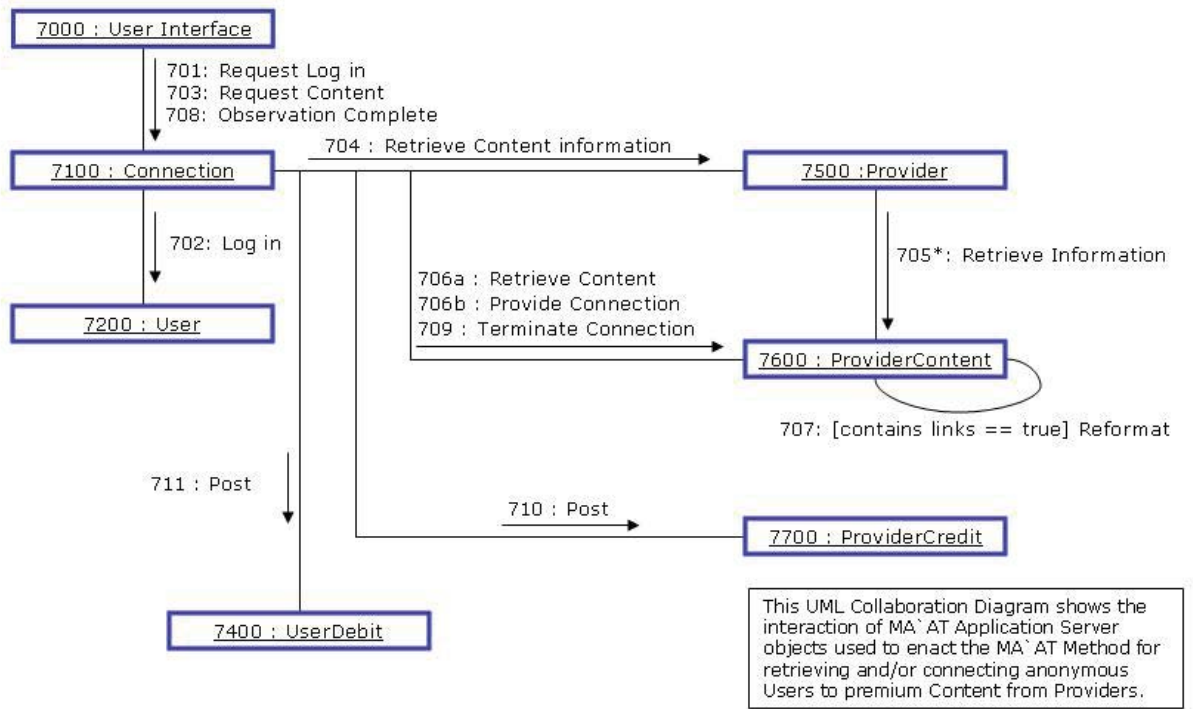 7000 : User Interface
701: Request Log in
703: Request Content
708: Observation Complete
704 : Retrieve Content information
7100 : Connection
7500 :Provider
702: Log in
705*: Retrieve Information
706a : Retrieve Content
706b : Provide Connection
709 : Terminate Connection
7200 : User
7600 : ProviderContent
707: [contains links == true] Reformat
711 : Post
710 : Post
7700 : ProviderCredit
7400 : UserDebit
This UML Collaboration Diagram shows the
interaction of MA`AT Application Server
objects used to enact the MA`AT Method for
retrieving and/or connecting anonymous
Users to premium Content from Providers.